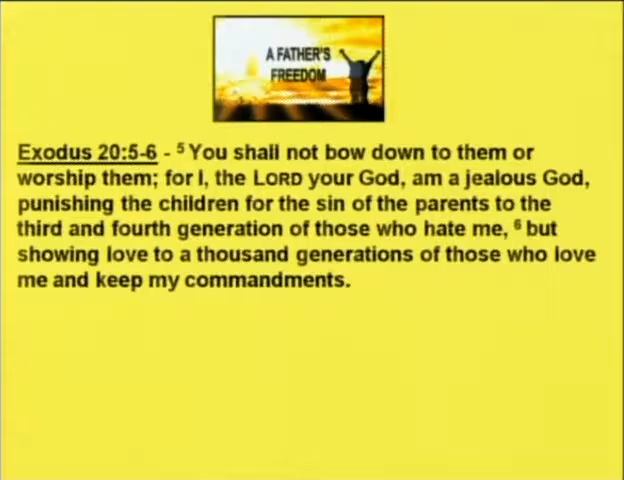 A FATHER'S
FREEDOM
Exodus 20:5-6 - ⁵ You shall not bow down to them or
worship them; for I, the LORD your God, am a jealous God,
punishing the children for the sin of the parents to the
third and fourth generation of those who hate me, ⁶ but
showing love to a thousand generations of those who love
me and keep my commandments.